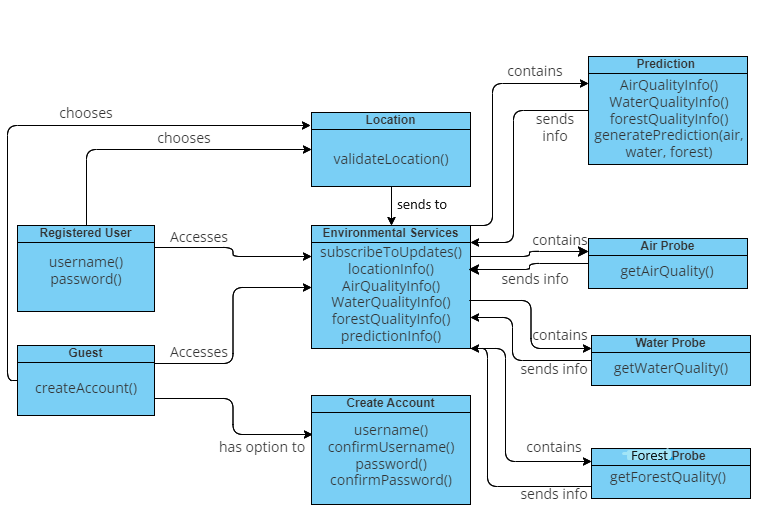 Prediction
AirQualityInfo()
WaterQualityInfo()
forestQualityInfo()
generatePrediction(air,
water, forest)
contains
sends
info
chooses
chooses
Location
validateLocation()
sends to
Registered User
username()
password()
Accesses
Environmental Services
subscribeToUpdates()
locationInfo()
AirQualityInfo()
WaterQualityInfo()
forestQualityInfo()
predictionInfo()
contains
sends info
Air Probe
getAirQuality()
Guest
createAccount()
Accesses
has option to
contains
sends info
Water Probe
getWaterQuality()
Create Account
username()
confirmUsername()
password()
confirmPassword()
contains
sends info
Forest Probe
getForestQuality()